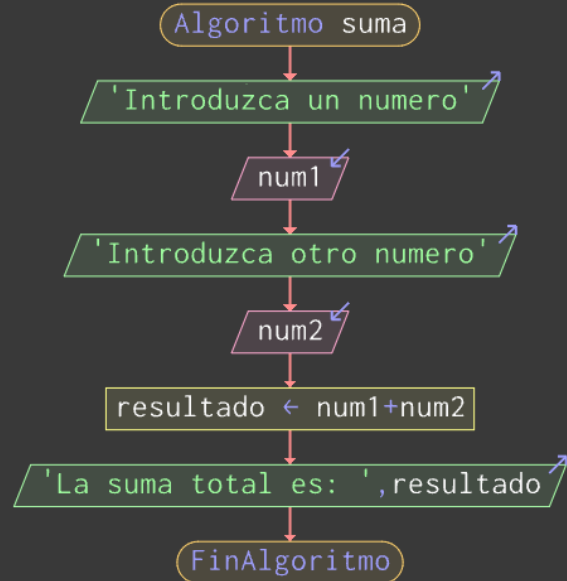 Algoritmo suma
'Introduzca un numero'
num1
'Introduzca otro numero'
num2
resultado ← num1+num2
'La suma total es: ',resultado
FinAlgoritmo